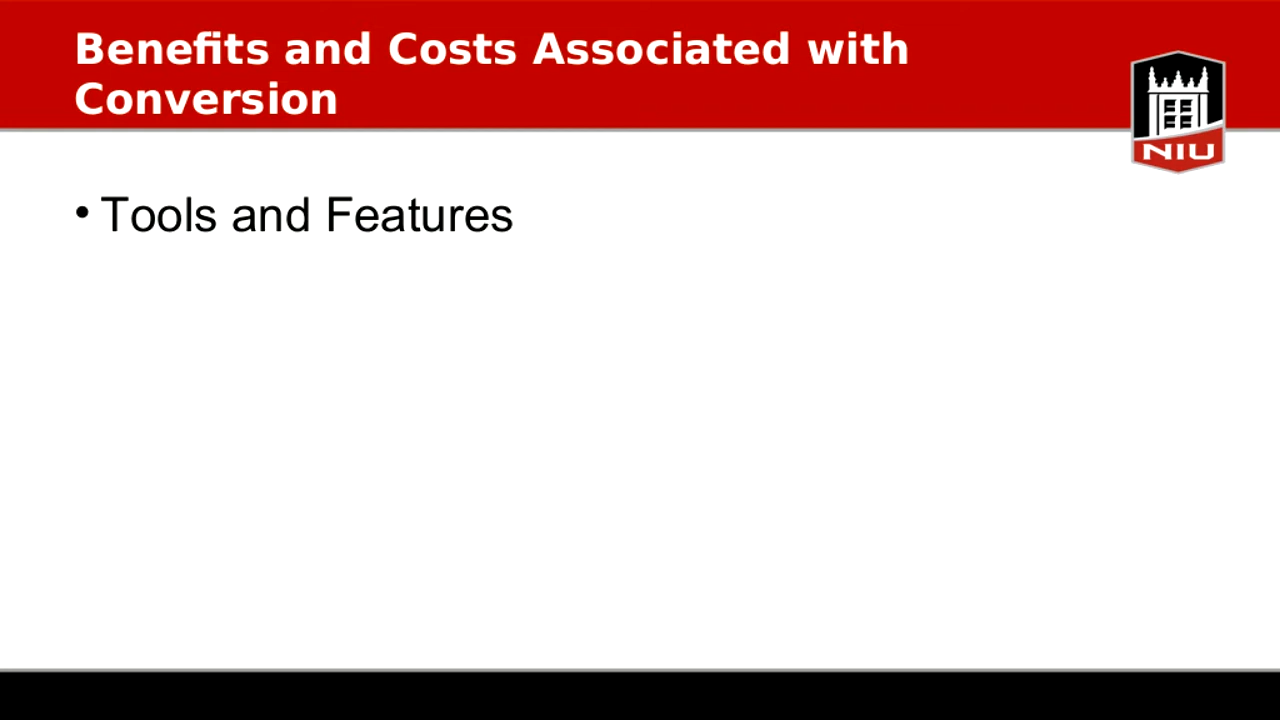 Benefits and Costs Associated with
Conversion
NIU
• Tools and Features